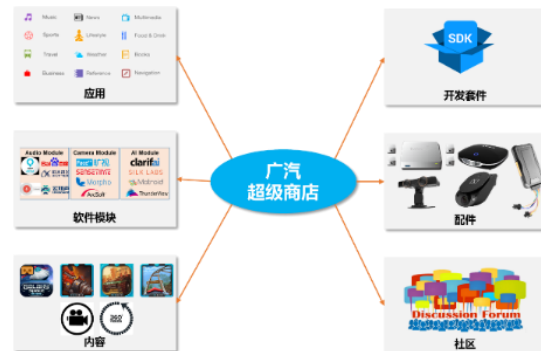 Music
News
Multimedia
Sports
Lifestyle
Food & Drink
Travel
Weather
Books
Business
Reference
Navigation
应用
SDK
开发套件
Audio Module
Camera Module
AI Module
clarifai
SILK LABS
Morpho
ArcSoft
ThunderView
软件模块
广汽
超级商店
配件
360°
内容
Discussion Forum
社区